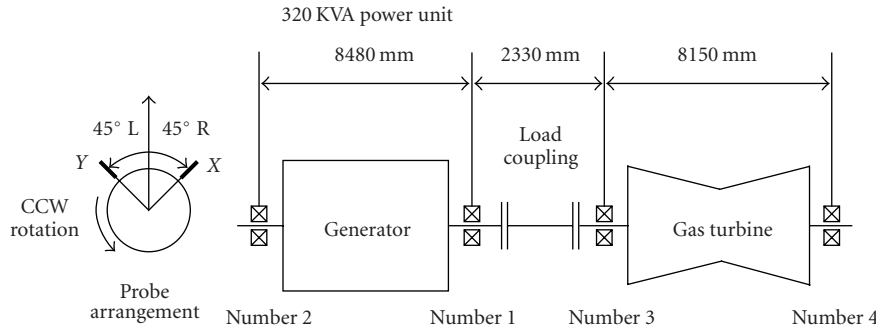 320 KVA power unit
8480 mm
2330 mm
8150 mm
45° L
45° R
Y
X
CCW
rotation
Probe
arrangement
Load
coupling
Generator
Gas turbine
Number 2
Number 1
Number 3
Number 4